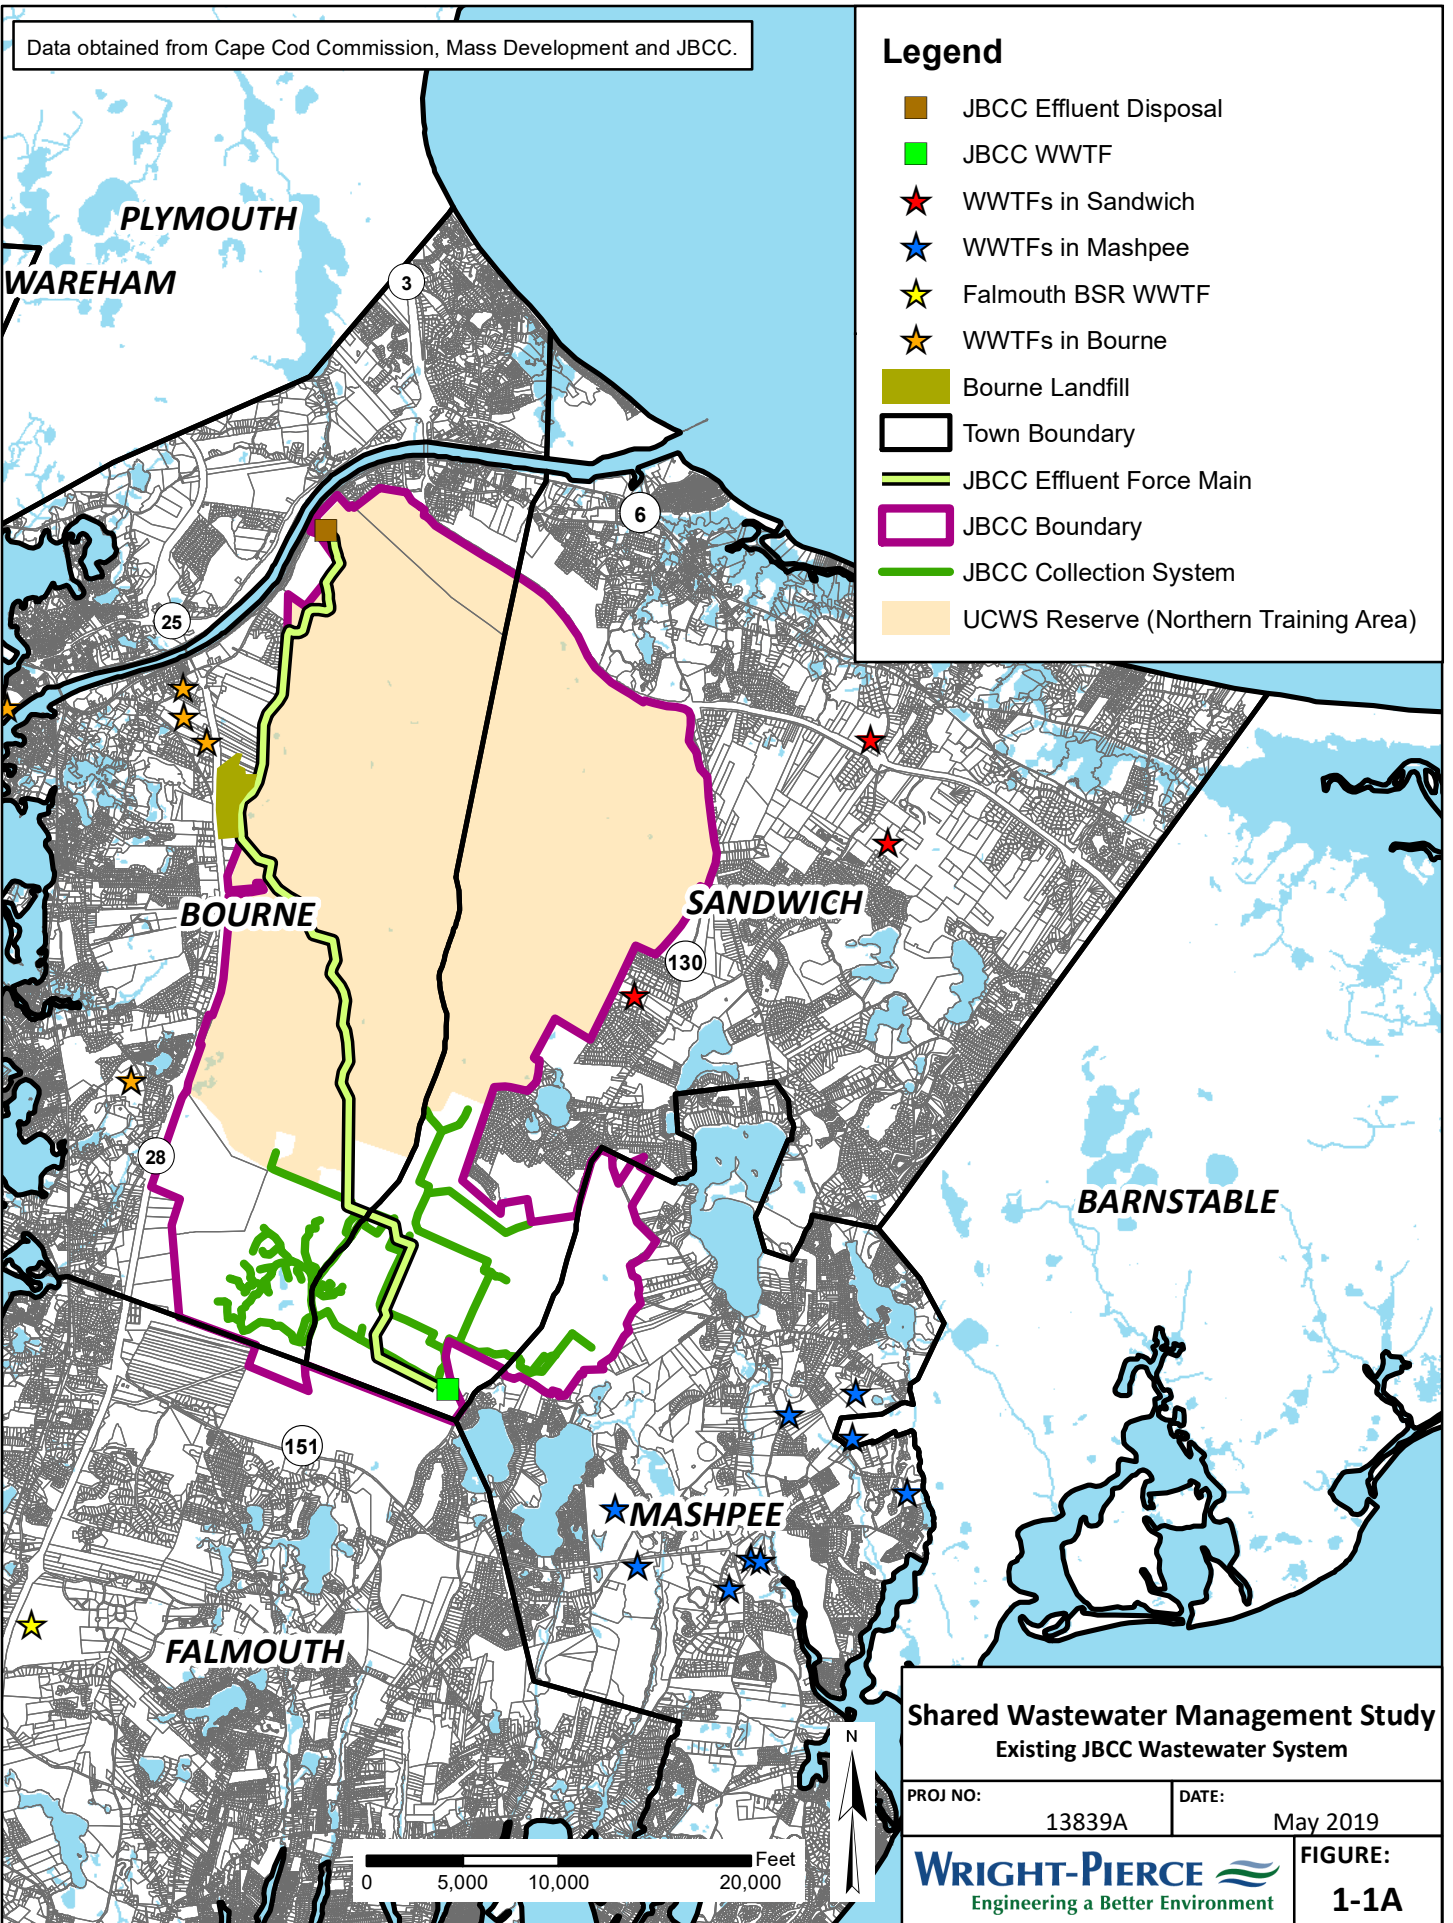 Data obtained from Cape Cod Commission, Mass Development and JBCC.
Legend
JBCC Effluent Disposal
JBCC WWTF
WWTFs in Sandwich
WWTFs in Mashpee
Falmouth BSR WWTF
WWTFs in Bourne
Bourne Landfill
Town Boundary
JBCC Effluent Force Main
JBCC Boundary
JBCC Collection System
UCWS Reserve (Northern Training Area)
PLYMOUTH
WAREHAM
3
6
25
BOURNE
SANDWICH
130
28
BARNSTABLE
151
MASHPEE
FALMOUTH
N
Feet
0 5,000 10,000 20,000
Shared Wastewater Management Study
Existing JBCC Wastewater System
PROJ NO: 13839A
DATE: May 2019
WRIGHT-PIERCE
Engineering a Better Environment
FIGURE:
1-1A